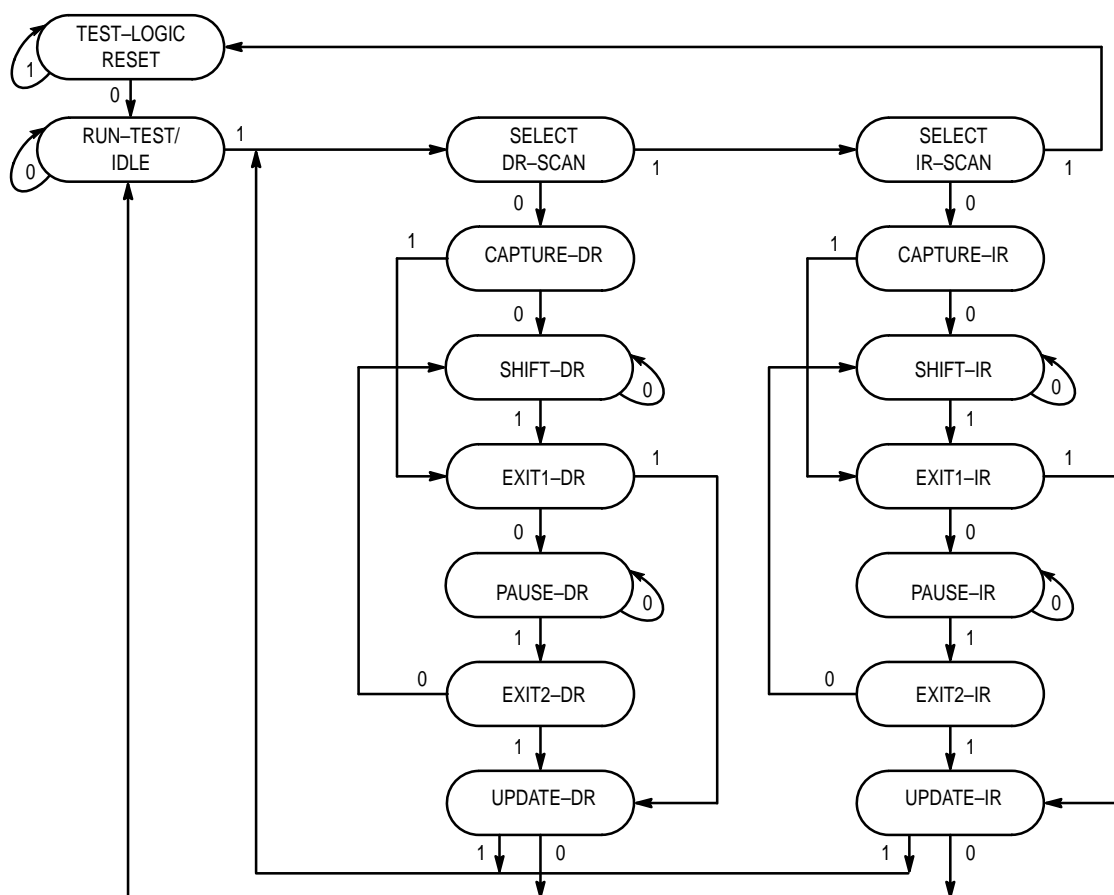 TEST–LOGIC
RESET
1
0
RUN–TEST/
IDLE
0
1
SELECT
DR–SCAN
1
0
SELECT
IR–SCAN
1
0
CAPTURE–DR
1
0
CAPTURE–IR
1
0
SHIFT–DR
0
1
SHIFT–IR
0
1
EXIT1–DR
1
0
EXIT1–IR
1
0
PAUSE–DR
0
1
PAUSE–IR
0
1
EXIT2–DR
0
1
EXIT2–IR
0
1
UPDATE–DR
1
0
UPDATE–IR
1
0